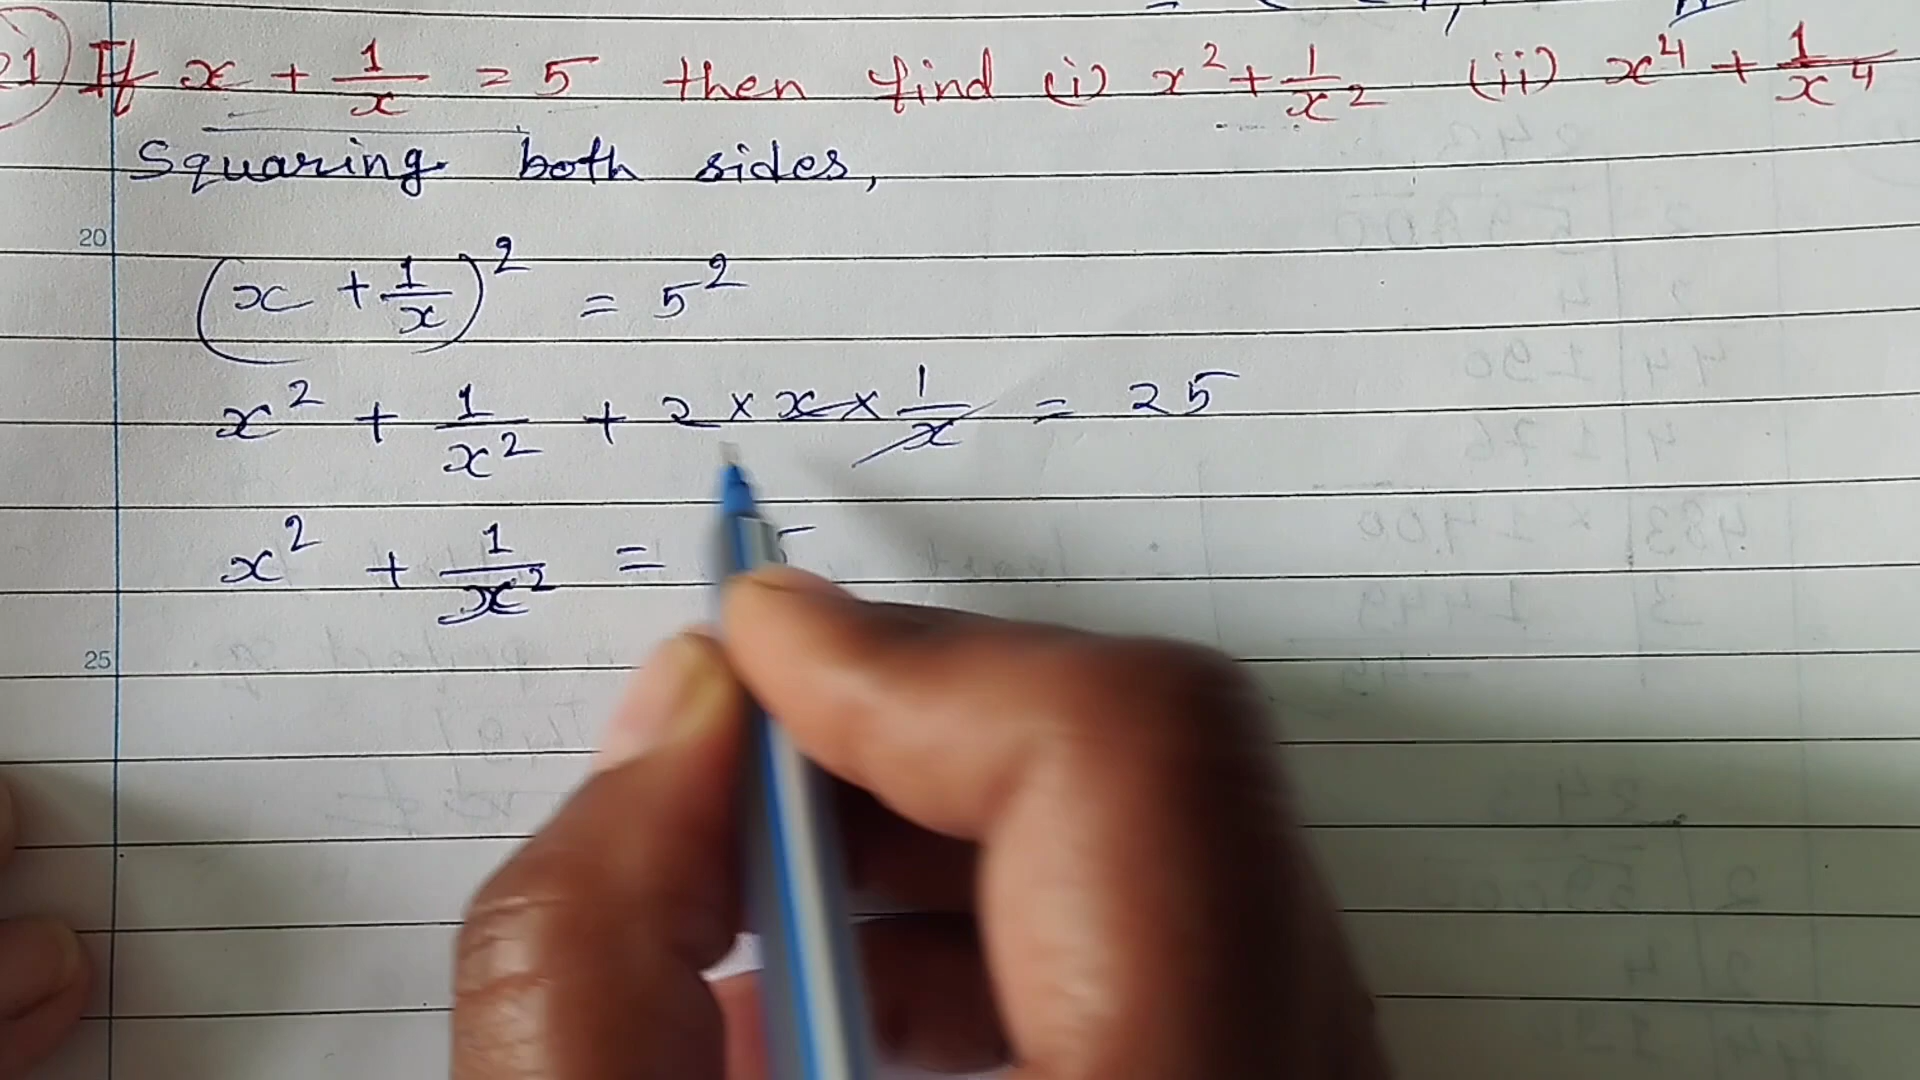 21) If x + 1/x = 5 then find (i) x² + 1/x² (ii) x⁴ + 1/x⁴
Squaring both sides,
20
(x + 1/x)² = 5²
x² + 1/x² + 2 × x × 1/x = 25
x² + 1/x² = 5
25